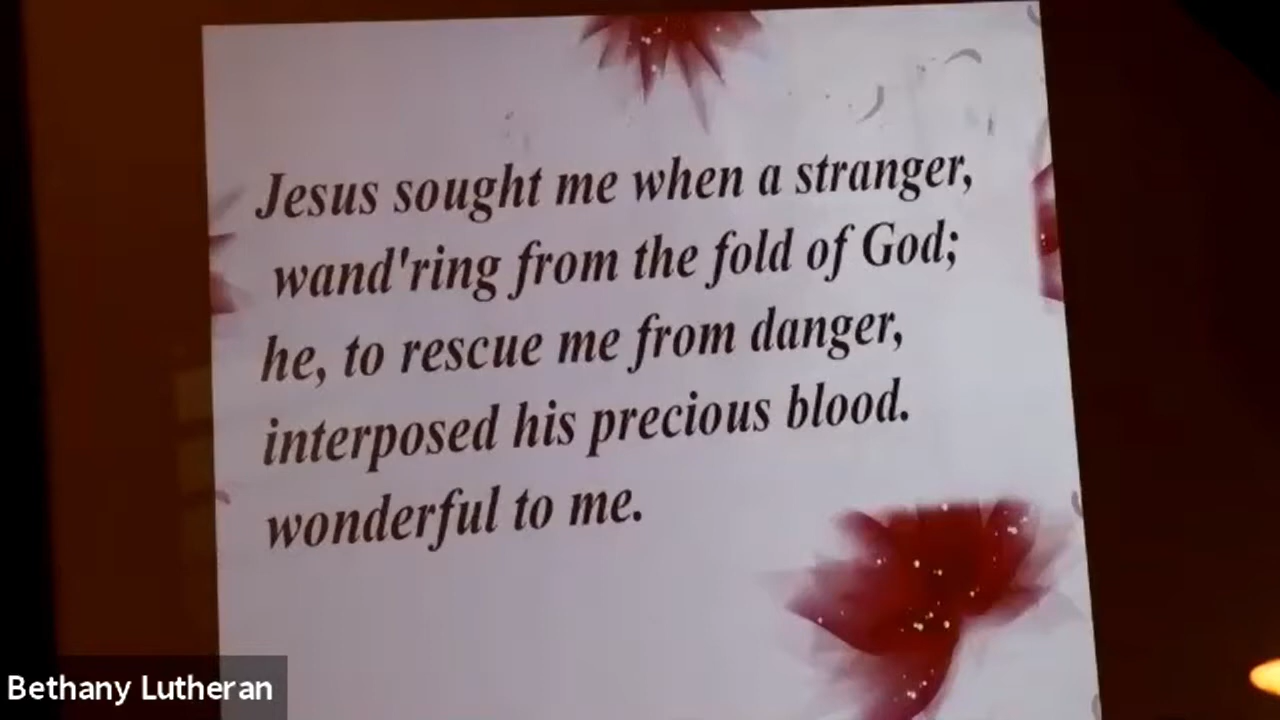 Jesus sought me when a stranger,
wand'ring from the fold of God;
he, to rescue me from danger,
interposed his precious blood.
wonderful to me.
Bethany Lutheran